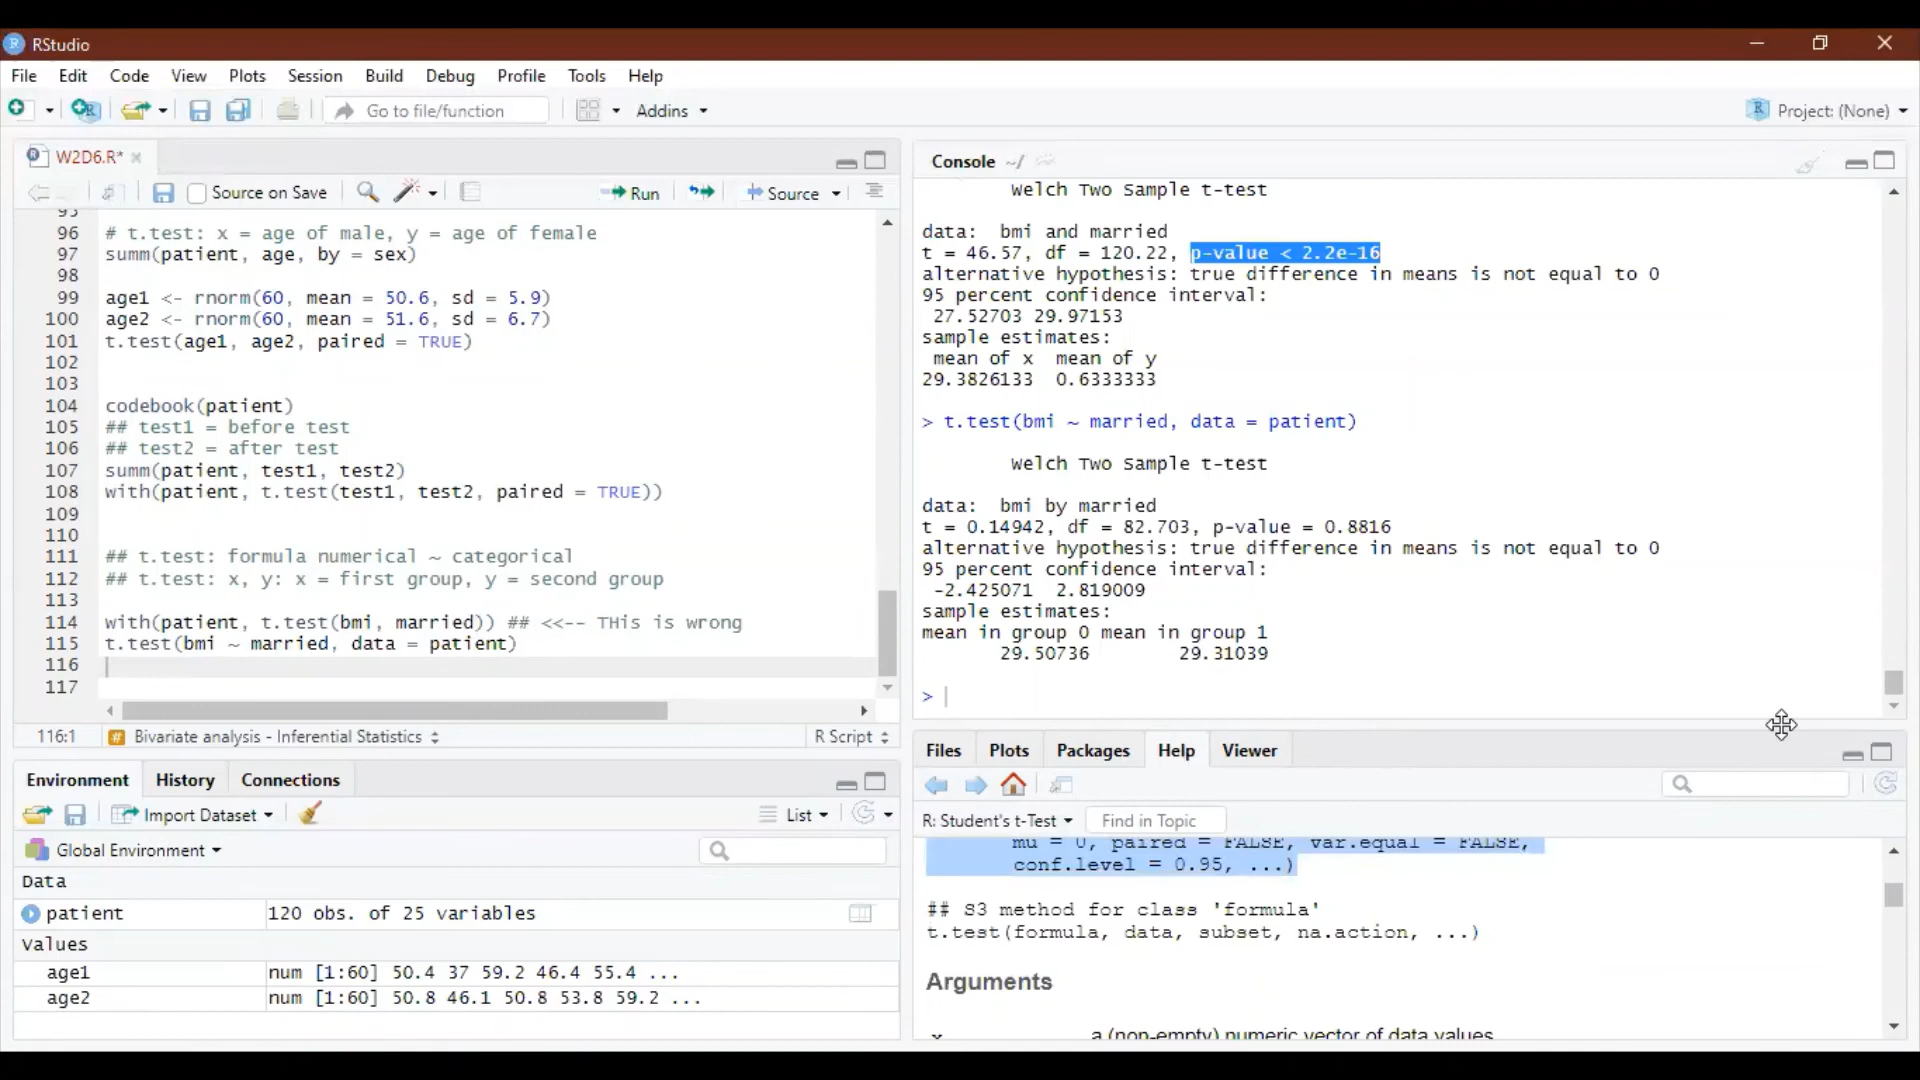 RStudio
File Edit Code View Plots Session Build Debug Profile Tools Help
Go to file/function Addins Project: (None)
W2D6.R*
Source on Save Run Source
95
96 # t.test: x = age of male, y = age of female
97 summ(patient, age, by = sex)
98
99 age1 <- rnorm(60, mean = 50.6, sd = 5.9)
100 age2 <- rnorm(60, mean = 51.6, sd = 6.7)
101 t.test(age1, age2, paired = TRUE)
102
103
104 codebook(patient)
105 ## test1 = before test
106 ## test2 = after test
107 summ(patient, test1, test2)
108 with(patient, t.test(test1, test2, paired = TRUE))
109
110
111 ## t.test: formula numerical ~ categorical
112 ## t.test: x, y: x = first group, y = second group
113
114 with(patient, t.test(bmi, married)) ## <<-- THis is wrong
115 t.test(bmi ~ married, data = patient)
116
117
116:1 # Bivariate analysis - Inferential Statistics R Script
Console ~/
Welch Two Sample t-test
data: bmi and married
t = 46.57, df = 120.22, p-value < 2.2e-16
alternative hypothesis: true difference in means is not equal to 0
95 percent confidence interval:
27.52703 29.97153
sample estimates:
mean of x mean of y
29.3826133 0.6333333
> t.test(bmi ~ married, data = patient)
Welch Two Sample t-test
data: bmi by married
t = 0.14942, df = 82.703, p-value = 0.8816
alternative hypothesis: true difference in means is not equal to 0
95 percent confidence interval:
-2.425071 2.819009
sample estimates:
mean in group 0 mean in group 1
29.50736 29.31039
>
Environment History Connections
Import Dataset List
Global Environment
Data
patient 120 obs. of 25 variables
Values
age1 num [1:60] 50.4 37 59.2 46.4 55.4 ...
age2 num [1:60] 50.8 46.1 50.8 53.8 59.2 ...
Files Plots Packages Help Viewer
R: Student's t-Test Find in Topic
mu = 0, paired = FALSE, var.equal = FALSE,
conf.level = 0.95, ...)
## S3 method for class 'formula'
t.test(formula, data, subset, na.action, ...)
Arguments
x a (non-empty) numeric vector of data values.